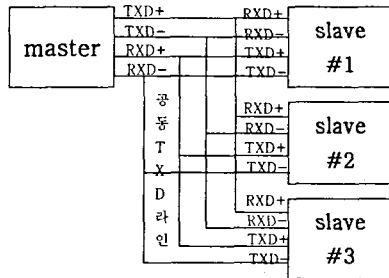 master
TXD+
TXD-
RXD+
RXD-
RXD+
RXD-
TXD+
TXD-
slave
#1
공
동
T
X
D
라
인
RXD+
RXD-
TXD+
TXD-
slave
#2
RXD+
RXD-
TXD+
TXD-
slave
#3